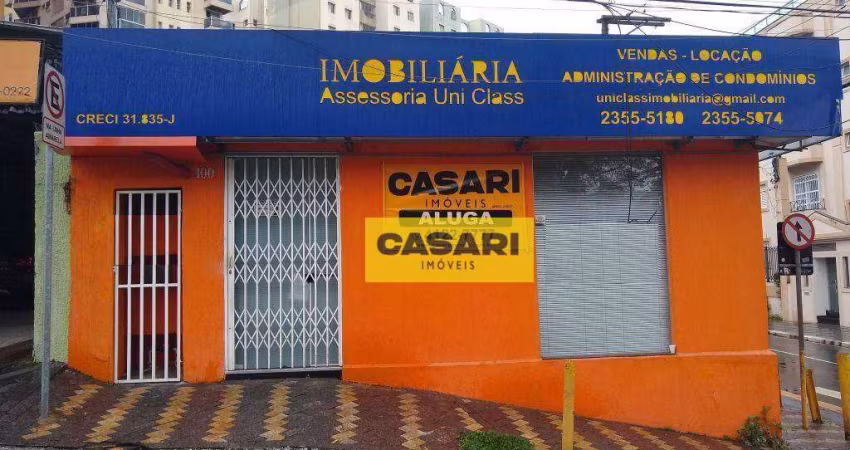 IMOBILIÁRIA
Assessoria Uni Class
CRECI 31.835-J
VENDAS - LOCAÇÃO
ADMINISTRAÇÃO DE CONDOMÍNIOS
uniclassimobiliaria@gmail.com
2355-5180 2355-5074
-0222
E
100
CASARI
IMÓVEIS
ALUGA
CASARI
IMÓVEIS